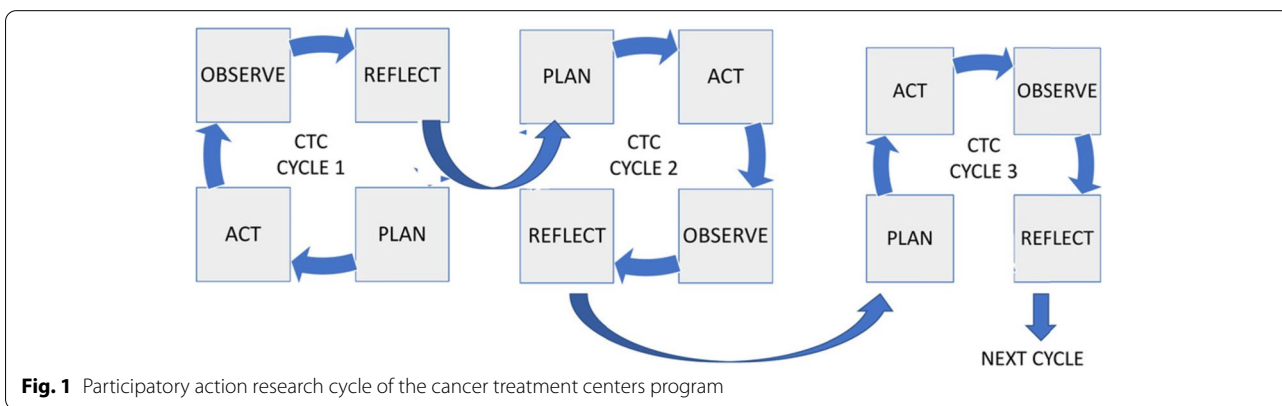 OBSERVE
REFLECT
CTC
CYCLE 1
ACT
PLAN
PLAN
ACT
CTC
CYCLE 2
REFLECT
OBSERVE
ACT
OBSERVE
CTC
CYCLE 3
PLAN
REFLECT
NEXT CYCLE
Fig. 1 Participatory action research cycle of the cancer treatment centers program